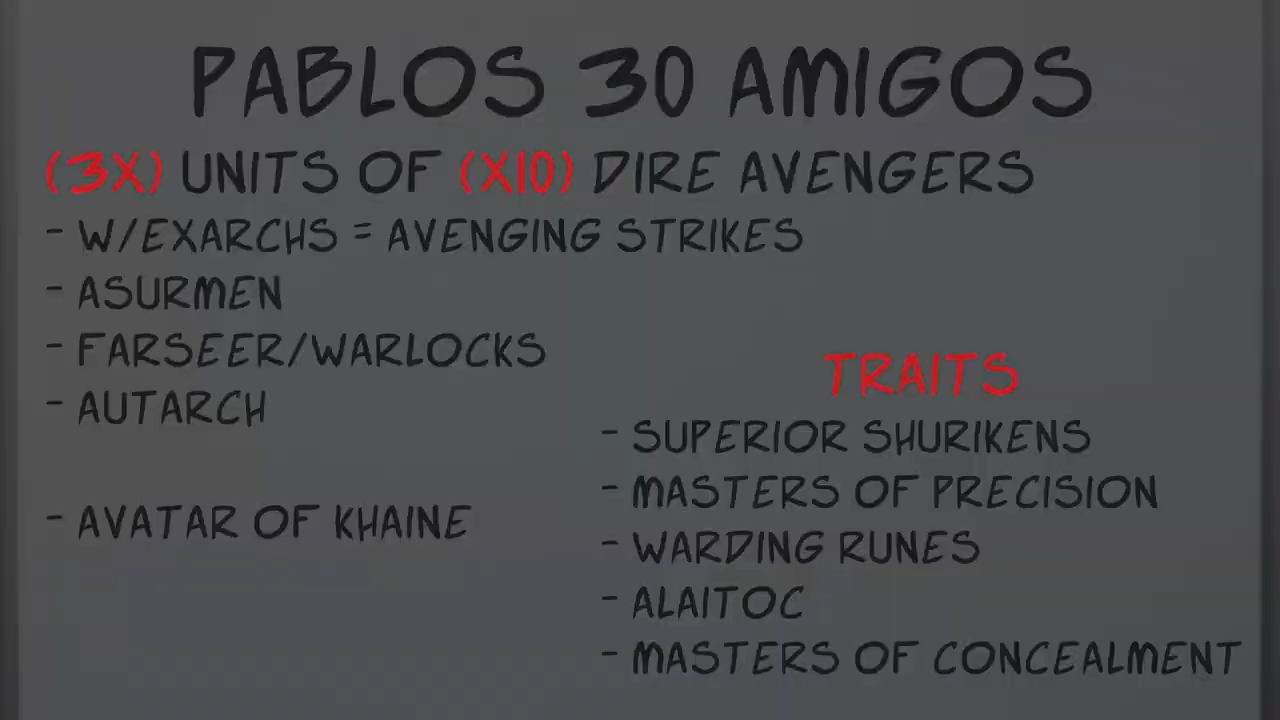 PABLOS 30 AMIGOS
(3X) UNITS OF (X10) DIRE AVENGERS
- W/EXARCHS = AVENGING STRIKES
- ASURMEN
- FARSEER/WARLOCKS
- AUTARCH
- AVATAR OF KHAINE
TRAITS
- SUPERIOR SHURIKENS
- MASTERS OF PRECISION
- WARDING RUNES
- ALAITOC
- MASTERS OF CONCEALMENT